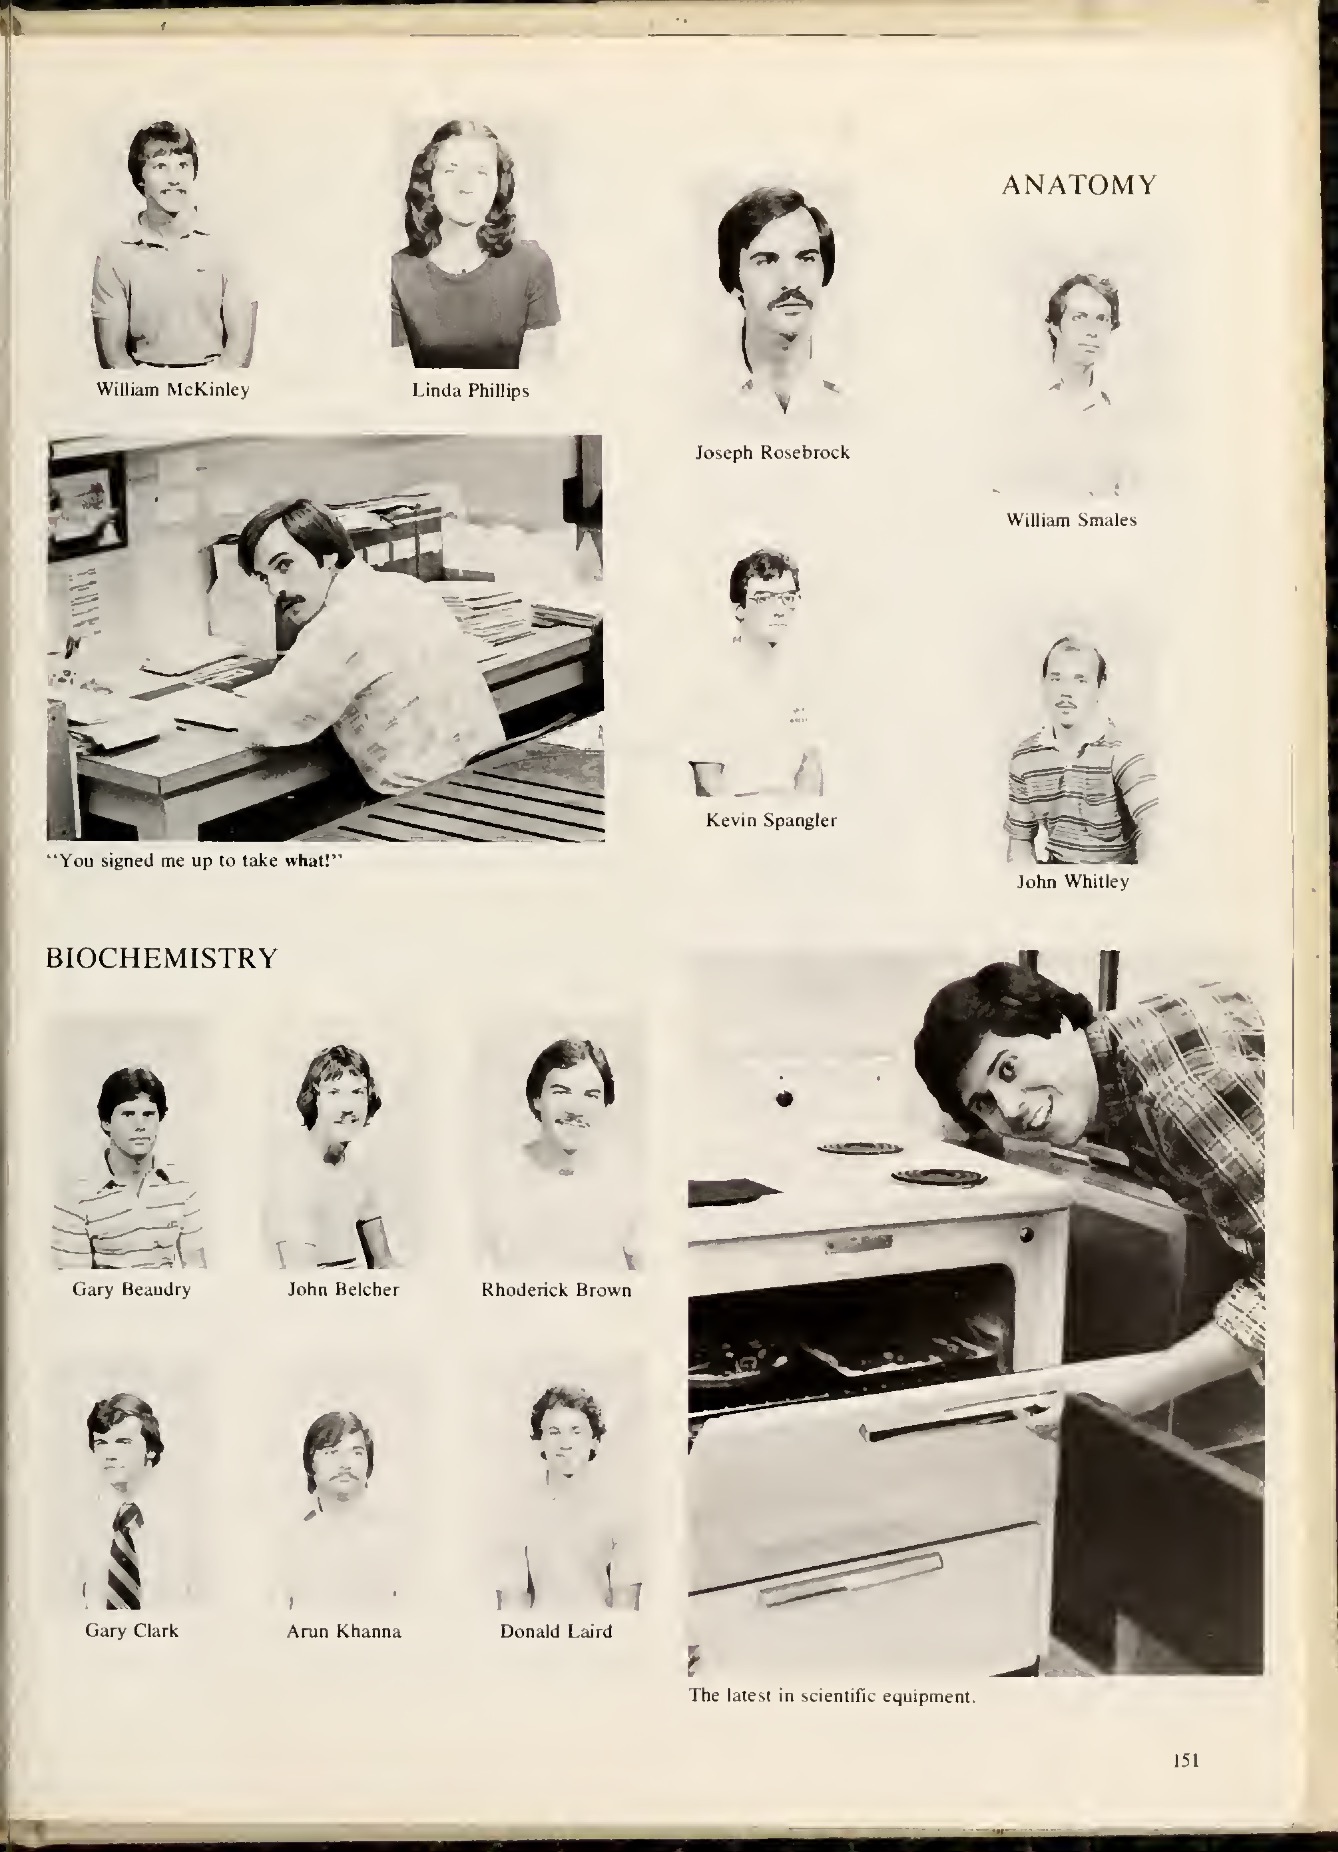 ANATOMY
William McKinley
Linda Phillips
Joseph Rosebrock
William Smales
Kevin Spangler
John Whitley
"You signed me up to take what!"
BIOCHEMISTRY
Gary Beaudry
John Belcher
Rhoderick Brown
Gary Clark
Arun Khanna
Donald Laird
The latest in scientific equipment.
151